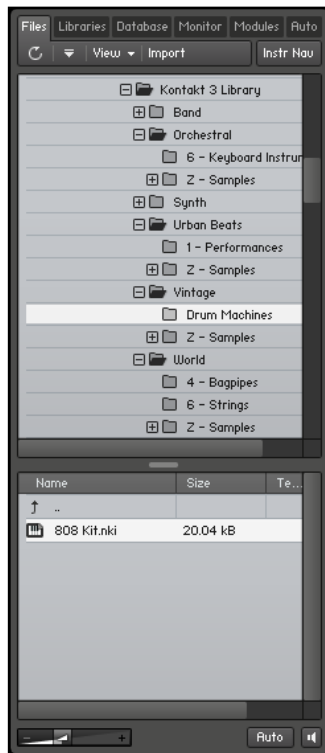 Files Libraries Database Monitor Modules Auto
View Import Instr Nav
Kontakt 3 Library
Band
Orchestral
6 - Keyboard Instrum
Z - Samples
Synth
Urban Beats
1 - Performances
Z - Samples
Vintage
Drum Machines
Z - Samples
World
4 - Bagpipes
6 - Strings
Z - Samples
Name Size Te...
..
808 Kit.nki 20.04 kB
- + Auto